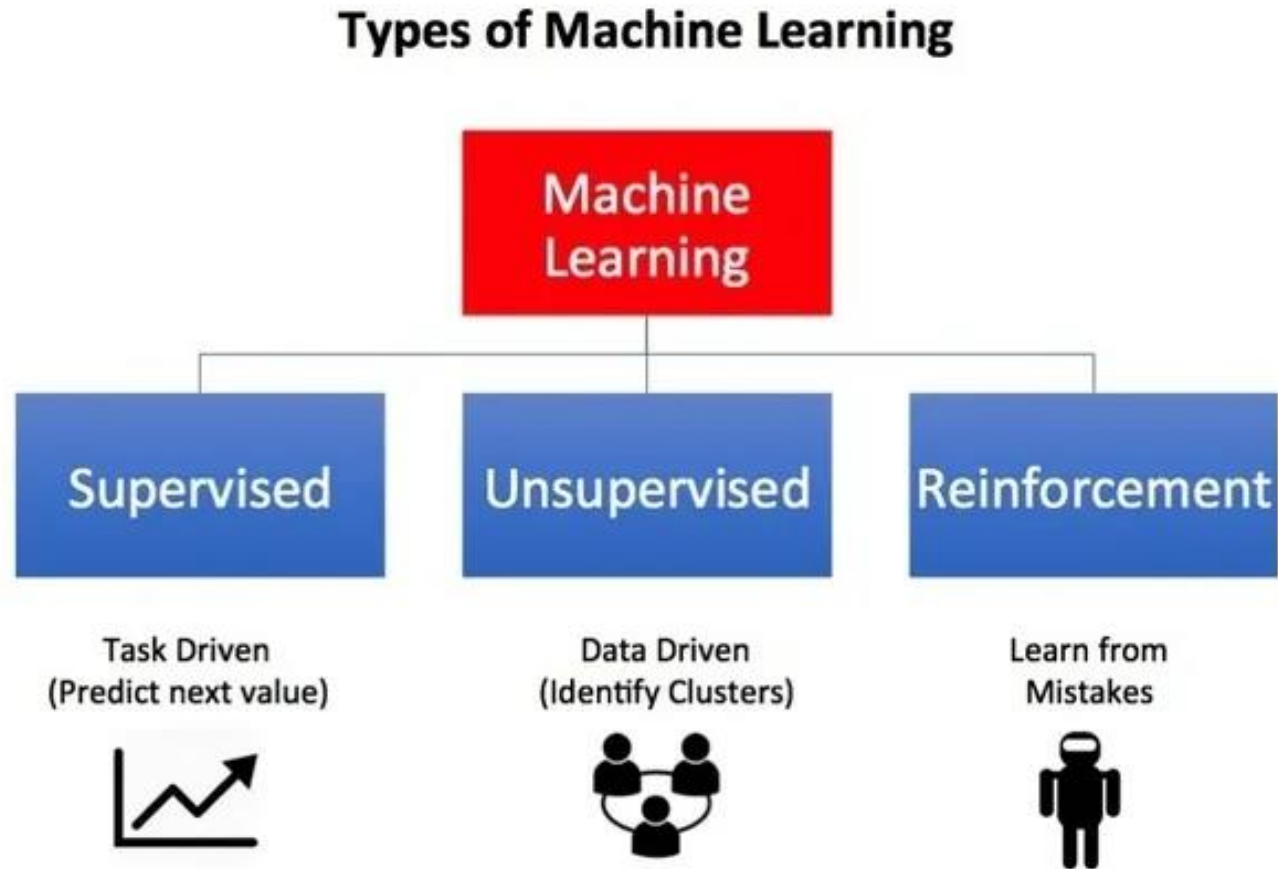 Types of Machine Learning
Machine
Learning
Supervised
Unsupervised
Reinforcement
Task Driven
(Predict next value)
Data Driven
(Identify Clusters)
Learn from
Mistakes